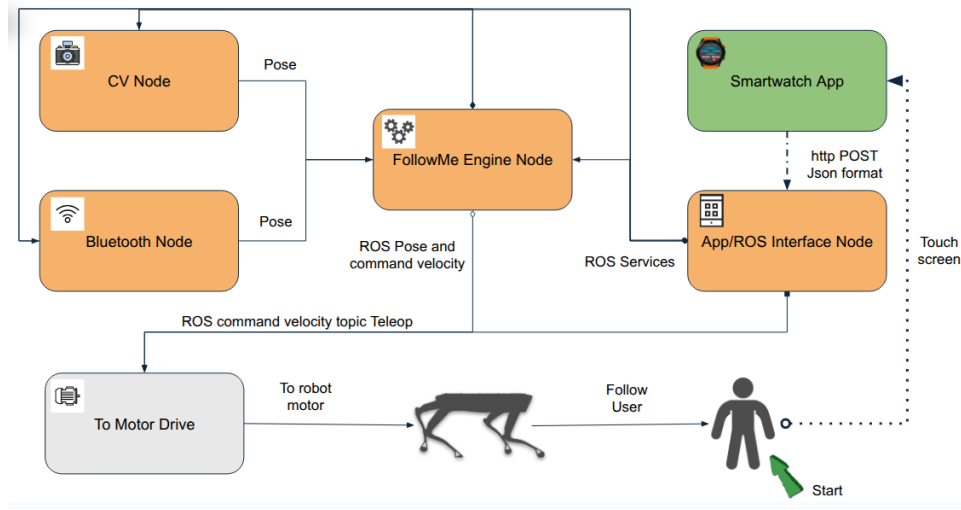 Pose
CV Node
Smartwatch App
FollowMe Engine Node
http POST
Json format
Pose
Bluetooth Node
ROS Pose and
command velocity
ROS Services
App/ROS Interface Node
Touch
screen
ROS command velocity topic Teleop
To Motor Drive
To robot
motor
Follow
User
Start